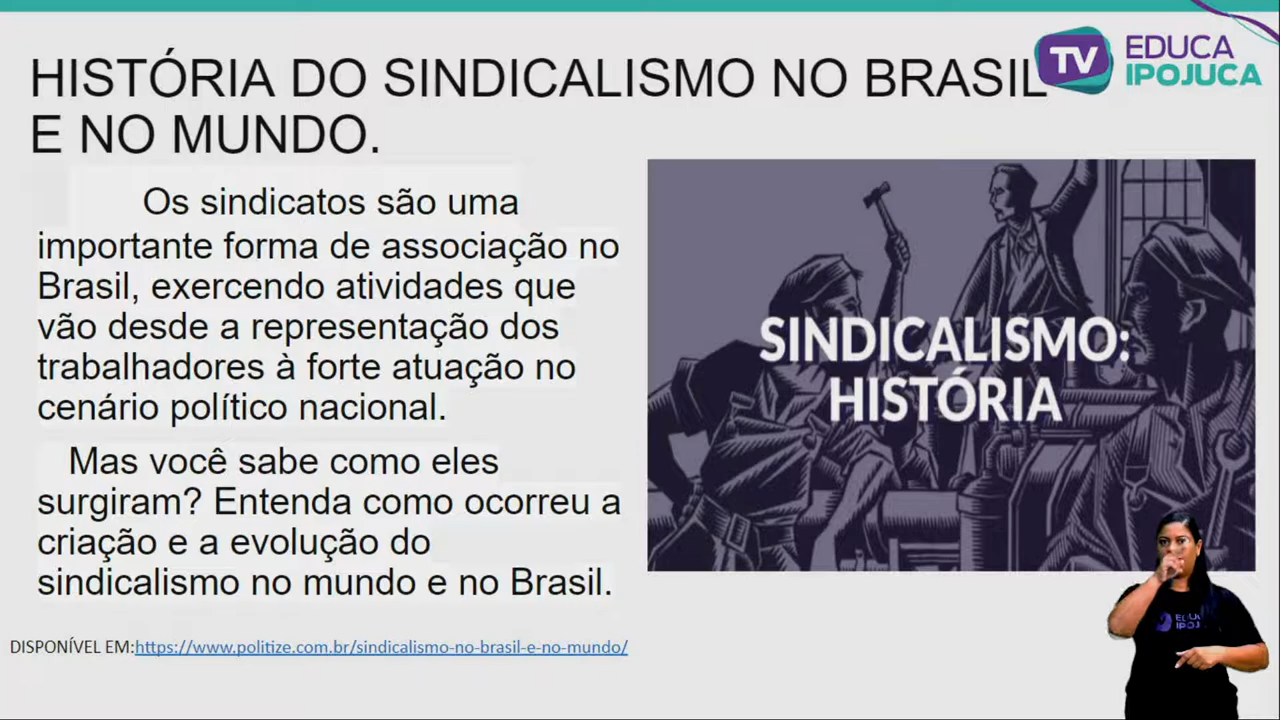 HISTÓRIA DO SINDICALISMO NO BRASIL
E NO MUNDO.
TV EDUCA
IPOJUCA
Os sindicatos são uma
importante forma de associação no
Brasil, exercendo atividades que
vão desde a representação dos
trabalhadores à forte atuação no
cenário político nacional.
Mas você sabe como eles
surgiram? Entenda como ocorreu a
criação e a evolução do
sindicalismo no mundo e no Brasil.
SINDICALISMO:
HISTÓRIA
DISPONÍVEL EM:https://www.politize.com.br/sindicalismo-no-brasil-e-no-mundo/